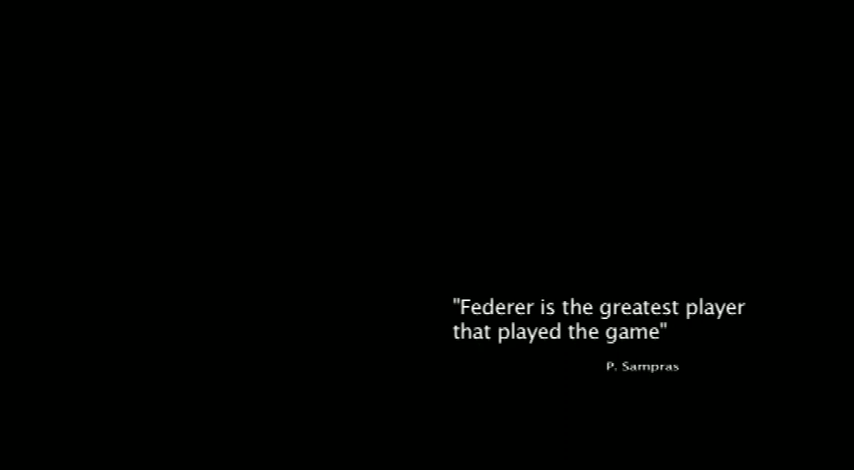 "Federer is the greatest player
that played the game"
P. Sampras